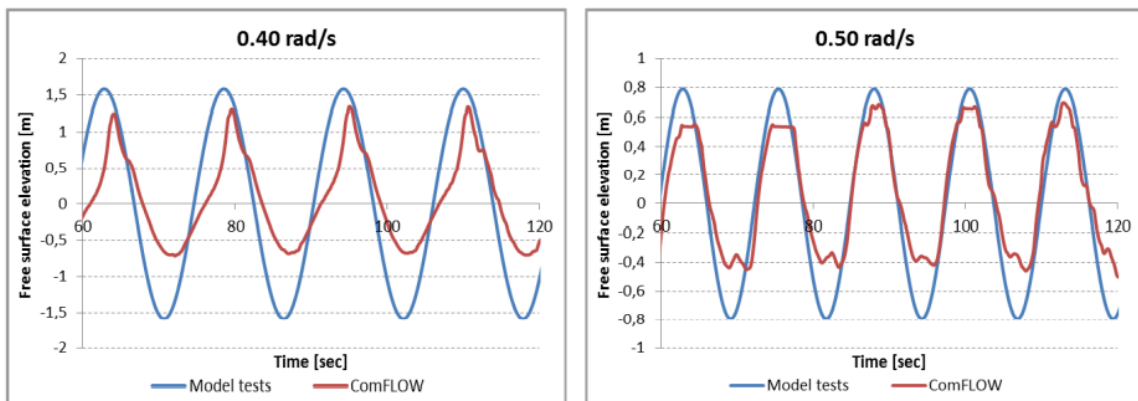 0.40 rad/s
Free surface elevation [m]
2
1,5
1
0,5
0
-0,5
-1
-1,5
-2
60
80
100
120
Time [sec]
Model tests
ComFLOW
0.50 rad/s
Free surface elevation [m]
1
0,8
0,6
0,4
0,2
0
-0,2
-0,4
-0,6
-0,8
-1
60
80
100
120
Time [sec]
Model tests
ComFLOW